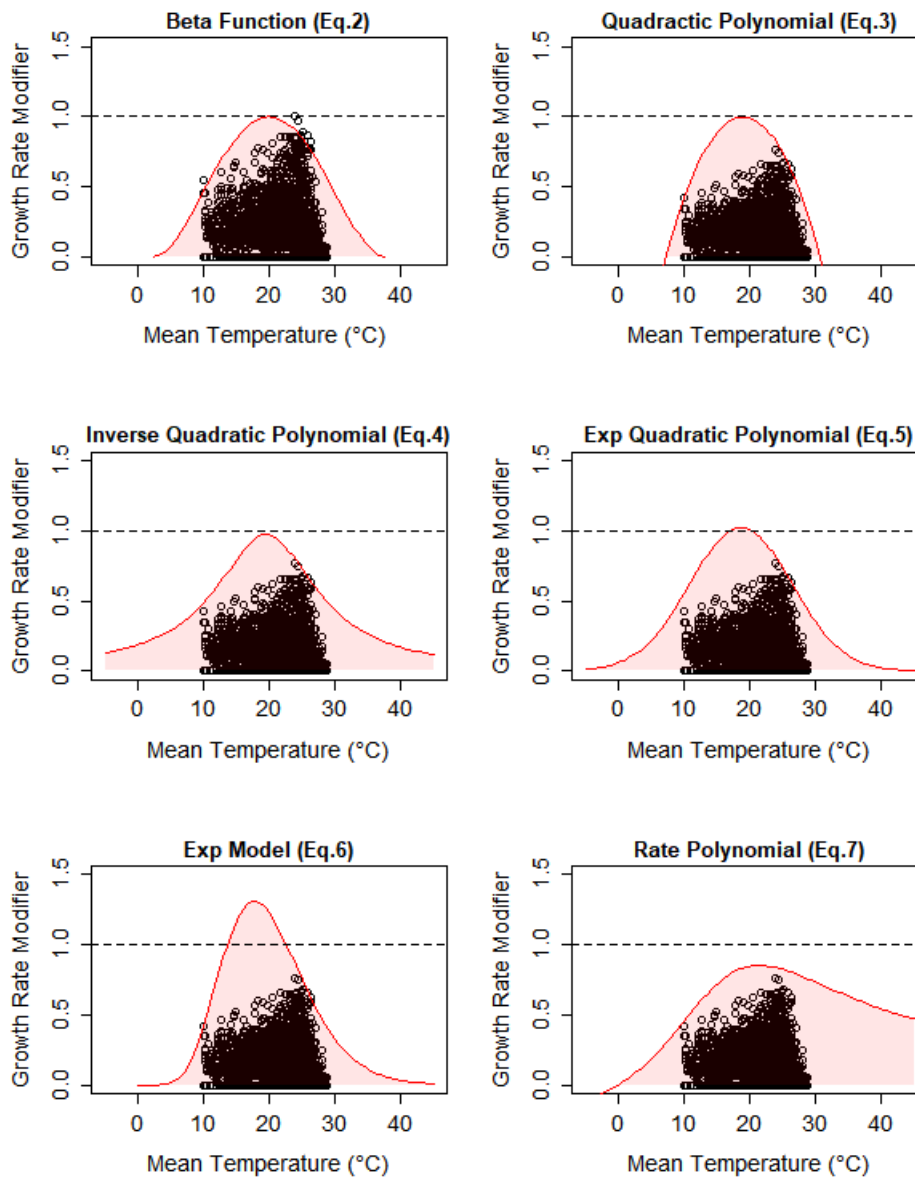 Beta Function (Eq.2)
Growth Rate Modifier
1.5
1.0
0.5
0.0
0 10 20 30 40
Mean Temperature (°C)
Quadractic Polynomial (Eq.3)
Growth Rate Modifier
1.5
1.0
0.5
0.0
0 10 20 30 40
Mean Temperature (°C)
Inverse Quadratic Polynomial (Eq.4)
Growth Rate Modifier
1.5
1.0
0.5
0.0
0 10 20 30 40
Mean Temperature (°C)
Exp Quadratic Polynomial (Eq.5)
Growth Rate Modifier
1.5
1.0
0.5
0.0
0 10 20 30 40
Mean Temperature (°C)
Exp Model (Eq.6)
Growth Rate Modifier
1.5
1.0
0.5
0.0
0 10 20 30 40
Mean Temperature (°C)
Rate Polynomial (Eq.7)
Growth Rate Modifier
1.5
1.0
0.5
0.0
0 10 20 30 40
Mean Temperature (°C)